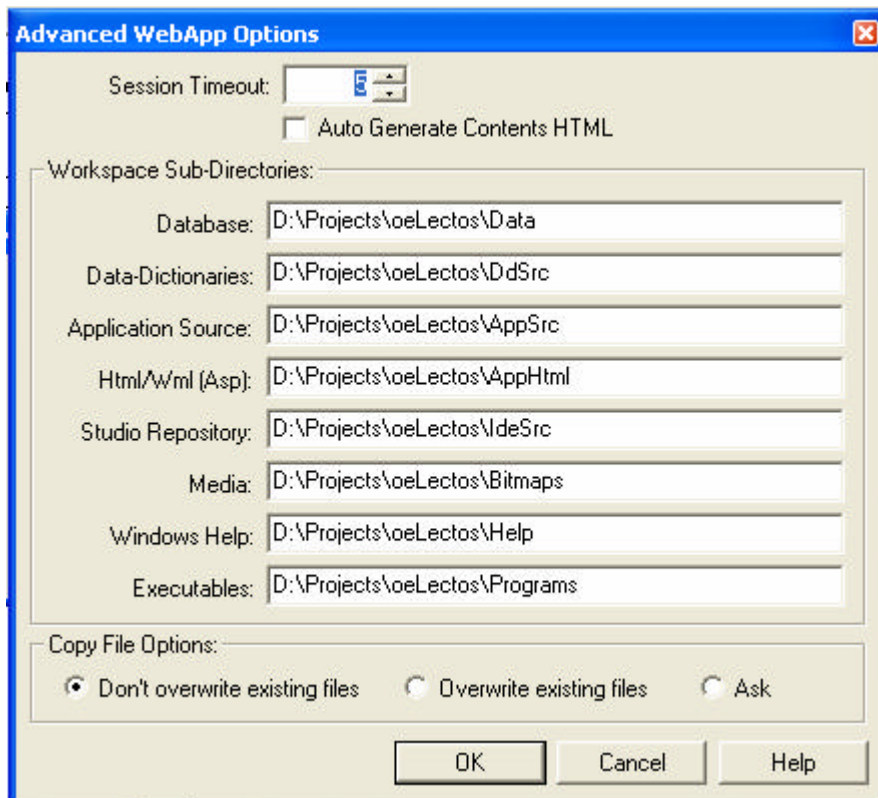 Advanced WebApp Options
Session Timeout: 5
Auto Generate Contents HTML
Workspace Sub-Directories:
Database: D:\Projects\oeLectos\Data
Data-Dictionaries: D:\Projects\oeLectos\DdSrc
Application Source: D:\Projects\oeLectos\AppSrc
Html/Wml (Asp): D:\Projects\oeLectos\AppHtml
Studio Repository: D:\Projects\oeLectos\IdeSrc
Media: D:\Projects\oeLectos\Bitmaps
Windows Help: D:\Projects\oeLectos\Help
Executables: D:\Projects\oeLectos\Programs
Copy File Options:
Don't overwrite existing files Overwrite existing files Ask
OK Cancel Help